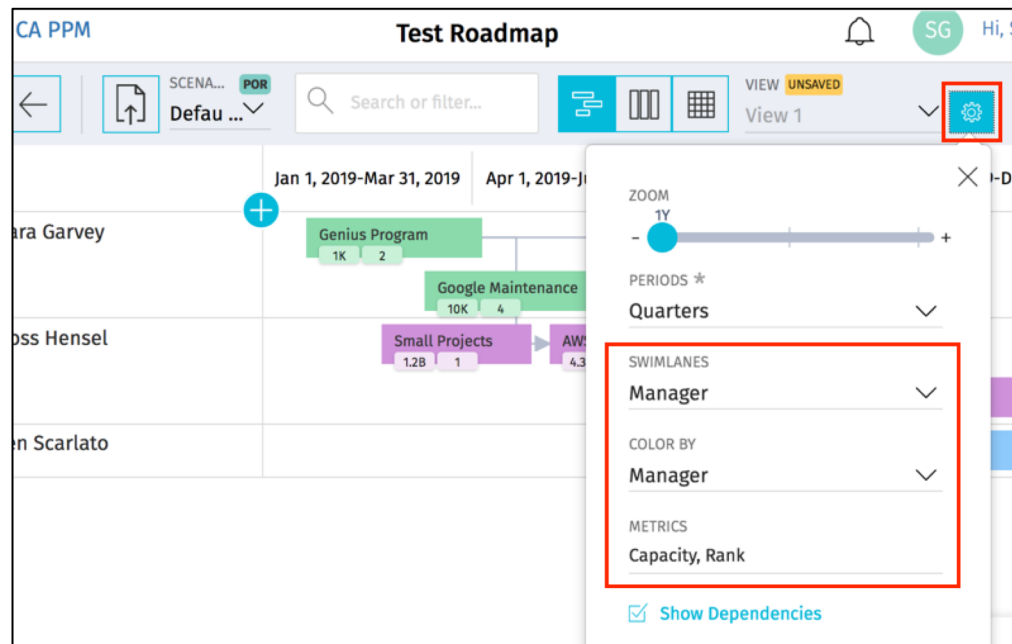 CA PPM
Test Roadmap
SG
Hi,
SCENA... POR
Defau ...
Search or filter...
VIEW UNSAVED
View 1
Jan 1, 2019-Mar 31, 2019
Apr 1, 2019-
ZOOM
1Y
- +
PERIODS *
Quarters
SWIMLANES
Manager
COLOR BY
Manager
METRICS
Capacity, Rank
Show Dependencies
ara Garvey
Genius Program
1K 2
Google Maintenance
10K 4
oss Hensel
Small Projects
1.2B 1
AWS
4.3
en Scarlato